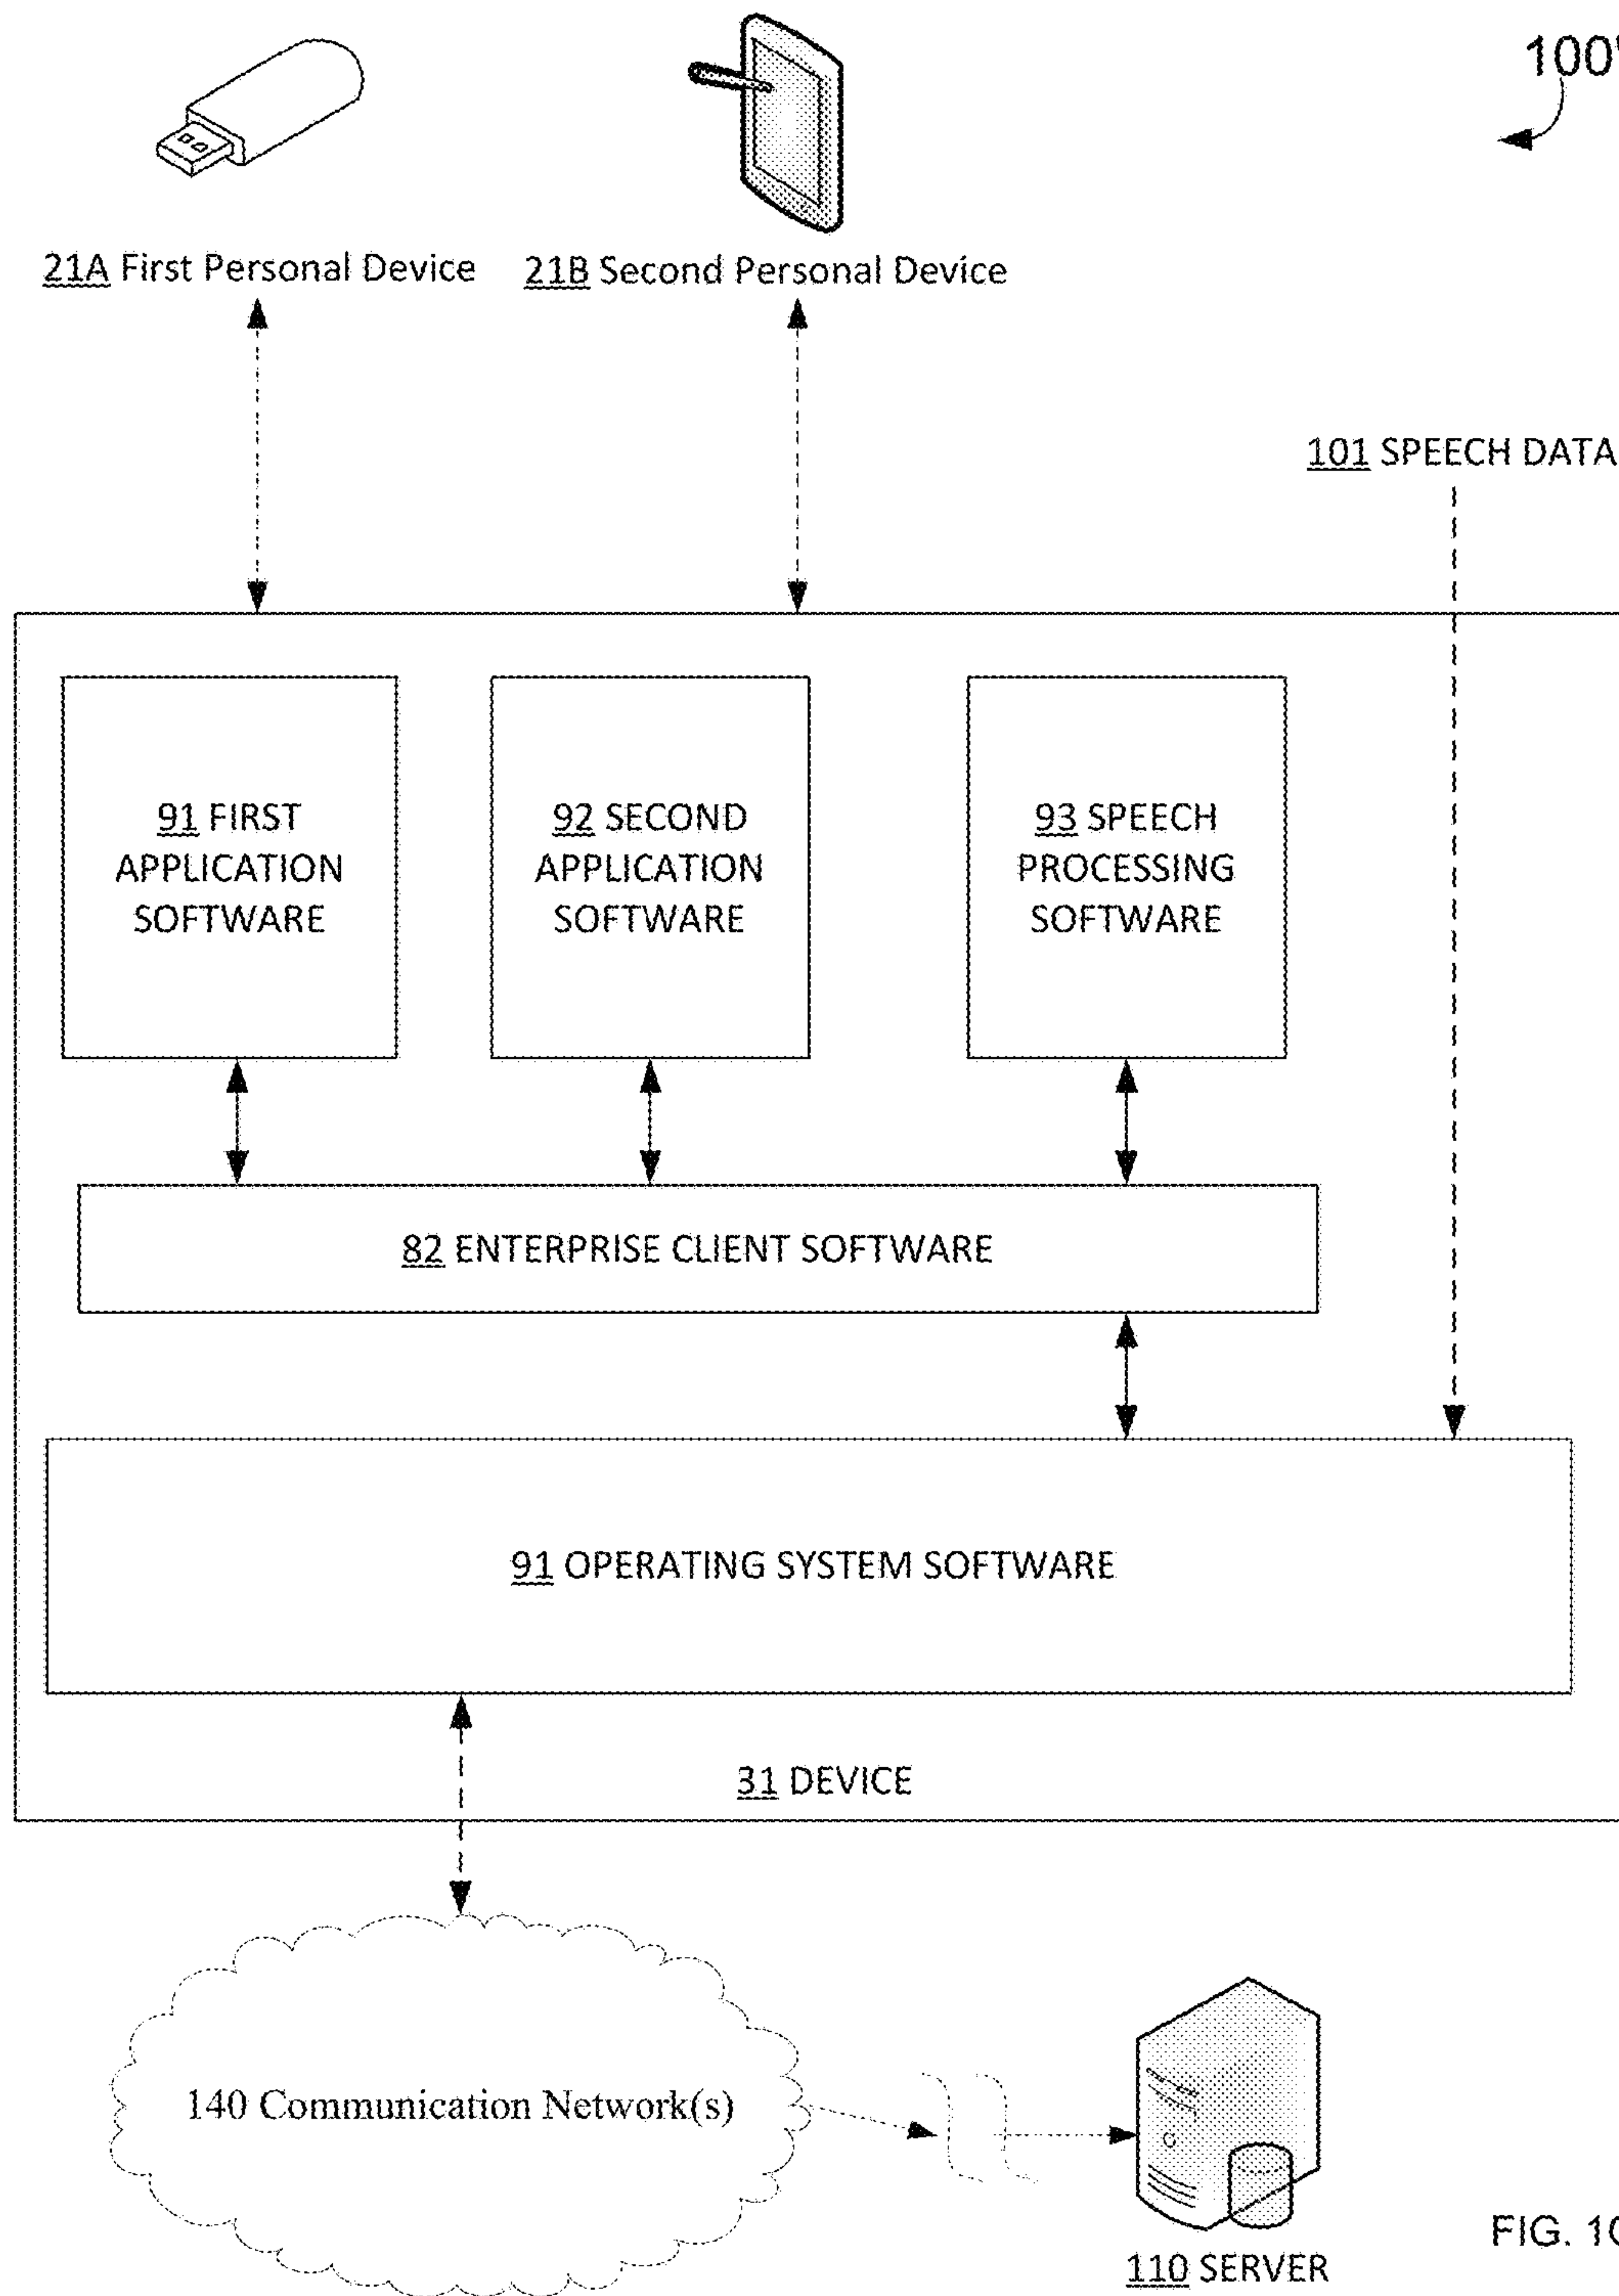 100'
21A First Personal Device
21B Second Personal Device
101 SPEECH DATA
91 FIRST
APPLICATION
SOFTWARE
92 SECOND
APPLICATION
SOFTWARE
93 SPEECH
PROCESSING
SOFTWARE
82 ENTERPRISE CLIENT SOFTWARE
91 OPERATING SYSTEM SOFTWARE
31 DEVICE
140 Communication Network(s)
110 SERVER
FIG. 10